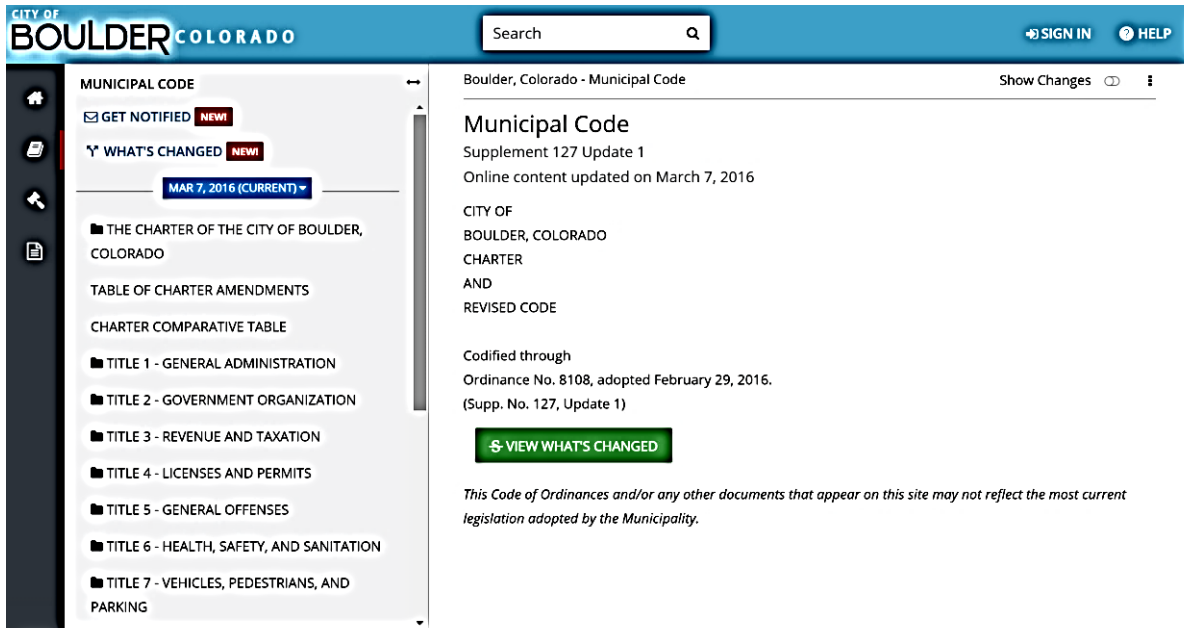 CITY OF
BOULDER COLORADO
Search
SIGN IN
HELP
MUNICIPAL CODE
GET NOTIFIED NEW!
WHAT'S CHANGED NEW!
MAR 7, 2016 (CURRENT)
THE CHARTER OF THE CITY OF BOULDER,
COLORADO
TABLE OF CHARTER AMENDMENTS
CHARTER COMPARATIVE TABLE
TITLE 1 - GENERAL ADMINISTRATION
TITLE 2 - GOVERNMENT ORGANIZATION
TITLE 3 - REVENUE AND TAXATION
TITLE 4 - LICENSES AND PERMITS
TITLE 5 - GENERAL OFFENSES
TITLE 6 - HEALTH, SAFETY, AND SANITATION
TITLE 7 - VEHICLES, PEDESTRIANS, AND
PARKING
Boulder, Colorado - Municipal Code
Show Changes
Municipal Code
Supplement 127 Update 1
Online content updated on March 7, 2016
CITY OF
BOULDER, COLORADO
CHARTER
AND
REVISED CODE
Codified through
Ordinance No. 8108, adopted February 29, 2016.
(Supp. No. 127, Update 1)
VIEW WHAT'S CHANGED
This Code of Ordinances and/or any other documents that appear on this site may not reflect the most current
legislation adopted by the Municipality.